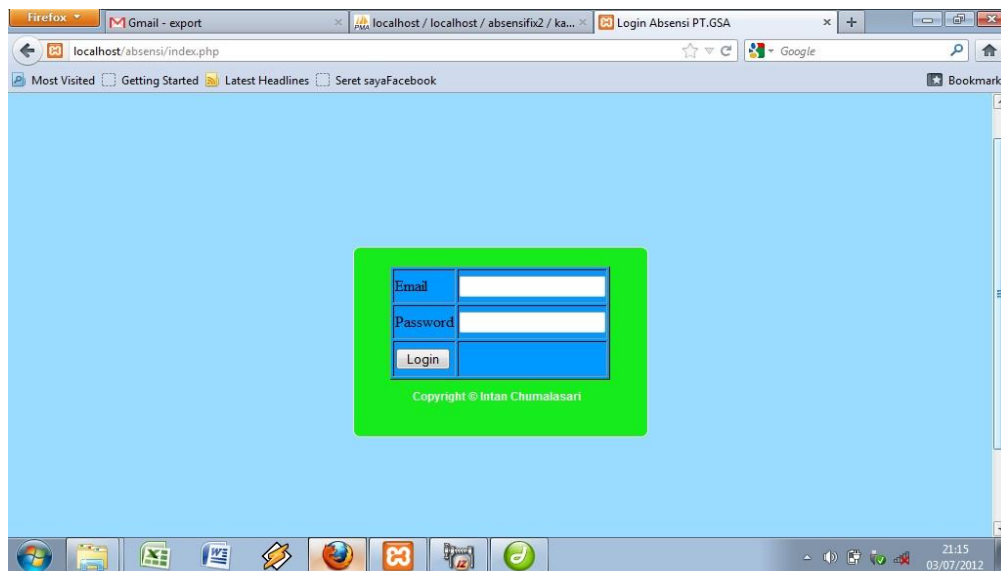 Firefox
Gmail - export
localhost / localhost / absensifix2 / ka...
Login Absensi PT.GSA
localhost/absensi/index.php
Google
Most Visited Getting Started Latest Headlines Seret sayaFacebook
Bookmark
Email
Password
Login
Copyright © Intan Chumalasari
21:15
03/07/2012